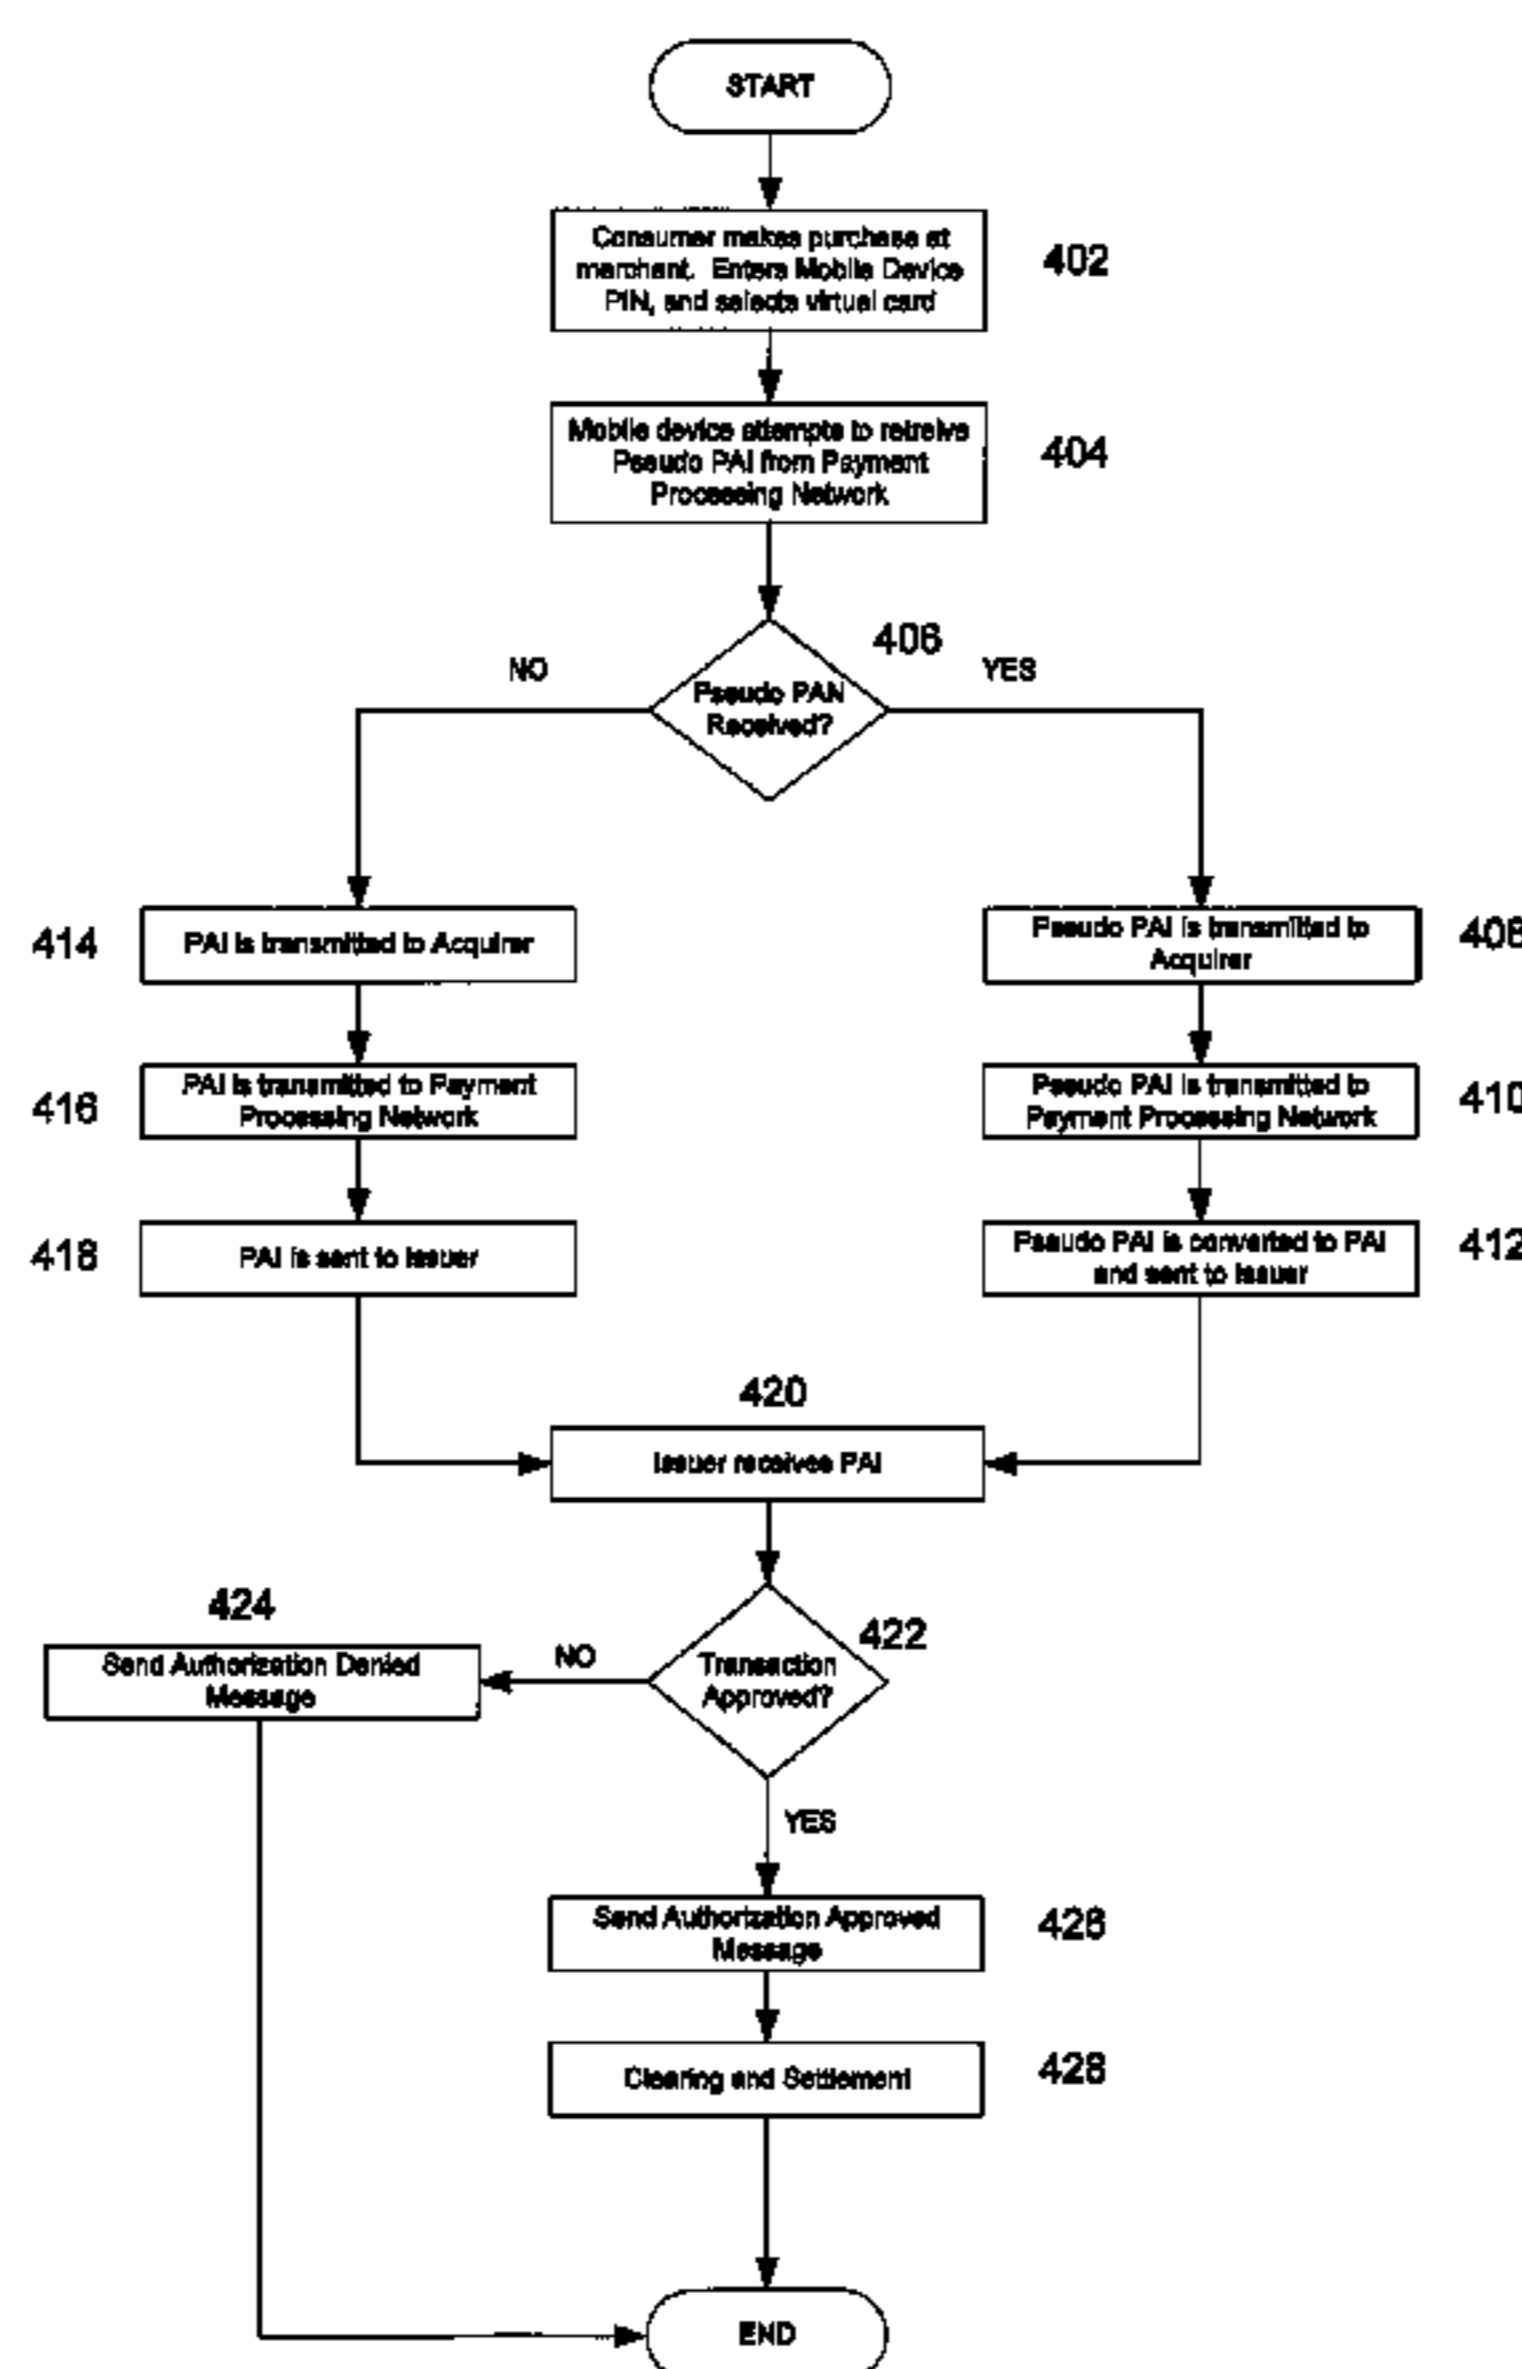 START
Consumer makes purchase at
merchant. Enters Mobile Device
PIN, and selects virtual card
402
Mobile device attempts to retreive
Pseudo PAI from Payment
Processing Network
404
406
NO
YES
Pseudo PAN
Received?
414
PAI is transmitted to Acquirer
Pseudo PAI is transmitted to
Acquirer
408
416
PAI is transmitted to Payment
Processing Network
Pseudo PAI is transmitted to
Payment Processing Network
410
418
PAI is sent to Issuer
Pseudo PAI is converted to PAI
and sent to Issuer
412
420
Issuer receives PAI
424
Send Authorization Denied
Message
NO
422
Transaction
Approved?
YES
Send Authorization Approved
Message
426
Clearing and Settlement
428
END